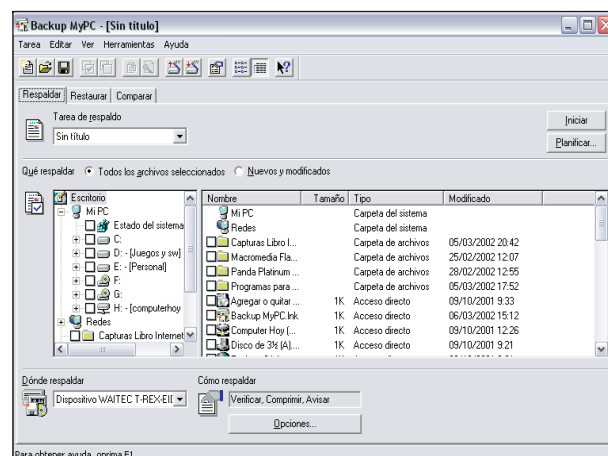 Backup MyPC - [Sin título]
Tarea Editar Ver Herramientas Ayuda
Respaldar Restaurar Comparar
Tarea de respaldo
Sin título
Iniciar
Planificar...
Qué respaldar Todos los archivos seleccionados Nuevos y modificados
Escritorio
Mi PC
Estado del sistema
C:
D: - [Juegos y sw]
E: - [Personal]
F:
G:
H: - [computerhoy
Redes
Capturas Libro Internet
Nombre Tamaño Tipo Modificado
Mi PC Carpeta del sistema
Redes Carpeta del sistema
Capturas Libro I... Carpeta de archivos 05/03/2002 20:42
Macromedia Fla... Carpeta de archivos 25/02/2002 12:07
Panda Platinum ... Carpeta de archivos 28/02/2002 12:55
Programas para ... Carpeta de archivos 05/03/2002 17:52
Agregar o quitar ... 1K Acceso directo 09/10/2001 9:33
Backup MyPC.lnk 1K Acceso directo 06/03/2002 15:12
Computer Hoy (... 1K Acceso directo 09/10/2001 12:26
Disco de 3½ (A).... 1K Acceso directo 09/10/2001 9:21
Dónde respaldar
Dispositivo WAITEC T-REX-EII
Cómo respaldar
Verificar, Comprimir, Avisar
Opciones...
Para obtener ayuda, oprima F1